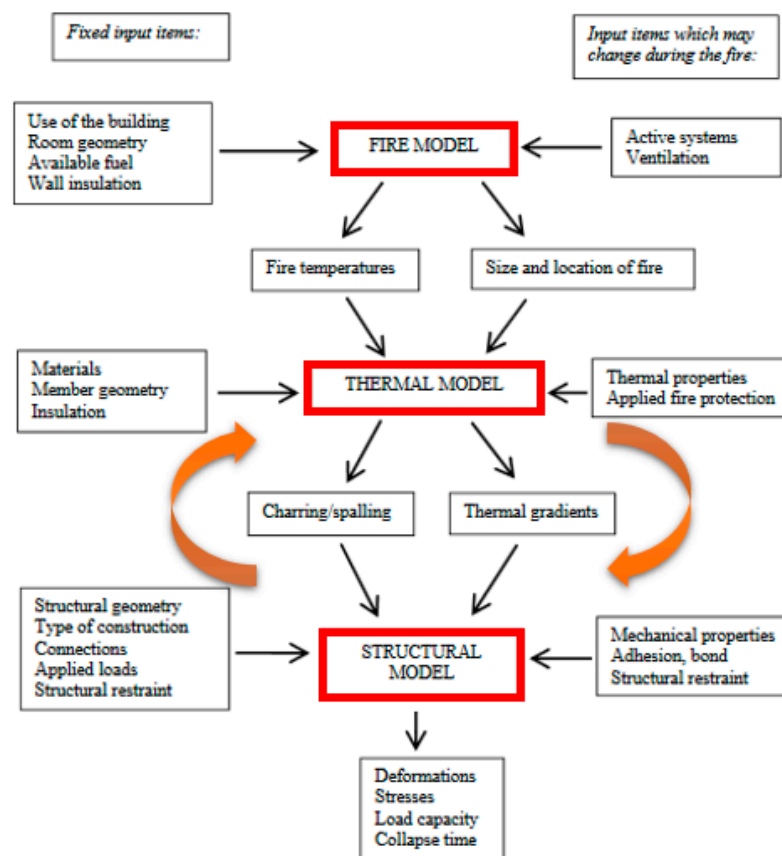 Fixed input items:
Input items which may
change during the fire:
Use of the building
Room geometry
Available fuel
Wall insulation
FIRE MODEL
Active systems
Ventilation
Fire temperatures
Size and location of fire
Materials
Member geometry
Insulation
THERMAL MODEL
Thermal properties
Applied fire protection
Charring/spalling
Thermal gradients
Structural geometry
Type of construction
Connections
Applied loads
Structural restraint
STRUCTURAL
MODEL
Mechanical properties
Adhesion, bond
Structural restraint
Deformations
Stresses
Load capacity
Collapse time